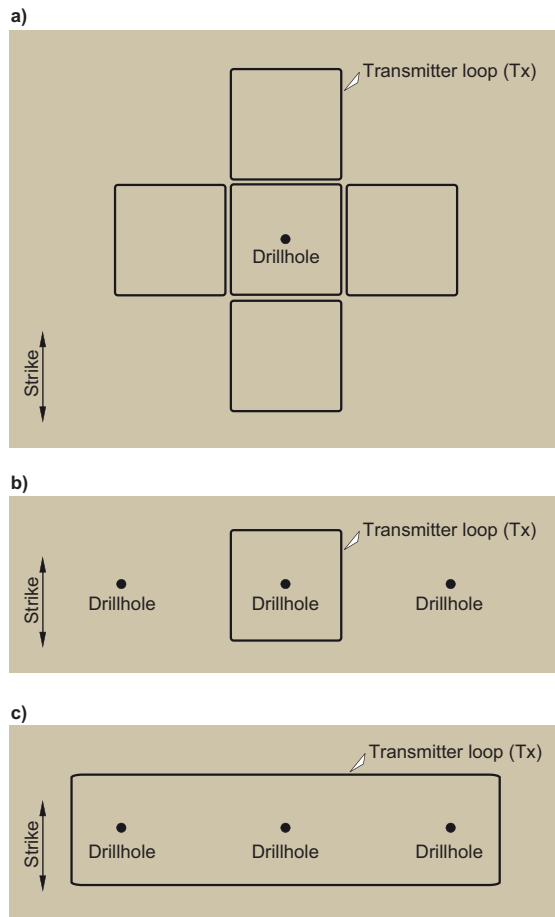 a)
Transmitter loop (Tx)
Drillhole
Strike
b)
Transmitter loop (Tx)
Strike
Drillhole Drillhole Drillhole
c)
Transmitter loop (Tx)
Strike
Drillhole Drillhole Drillhole